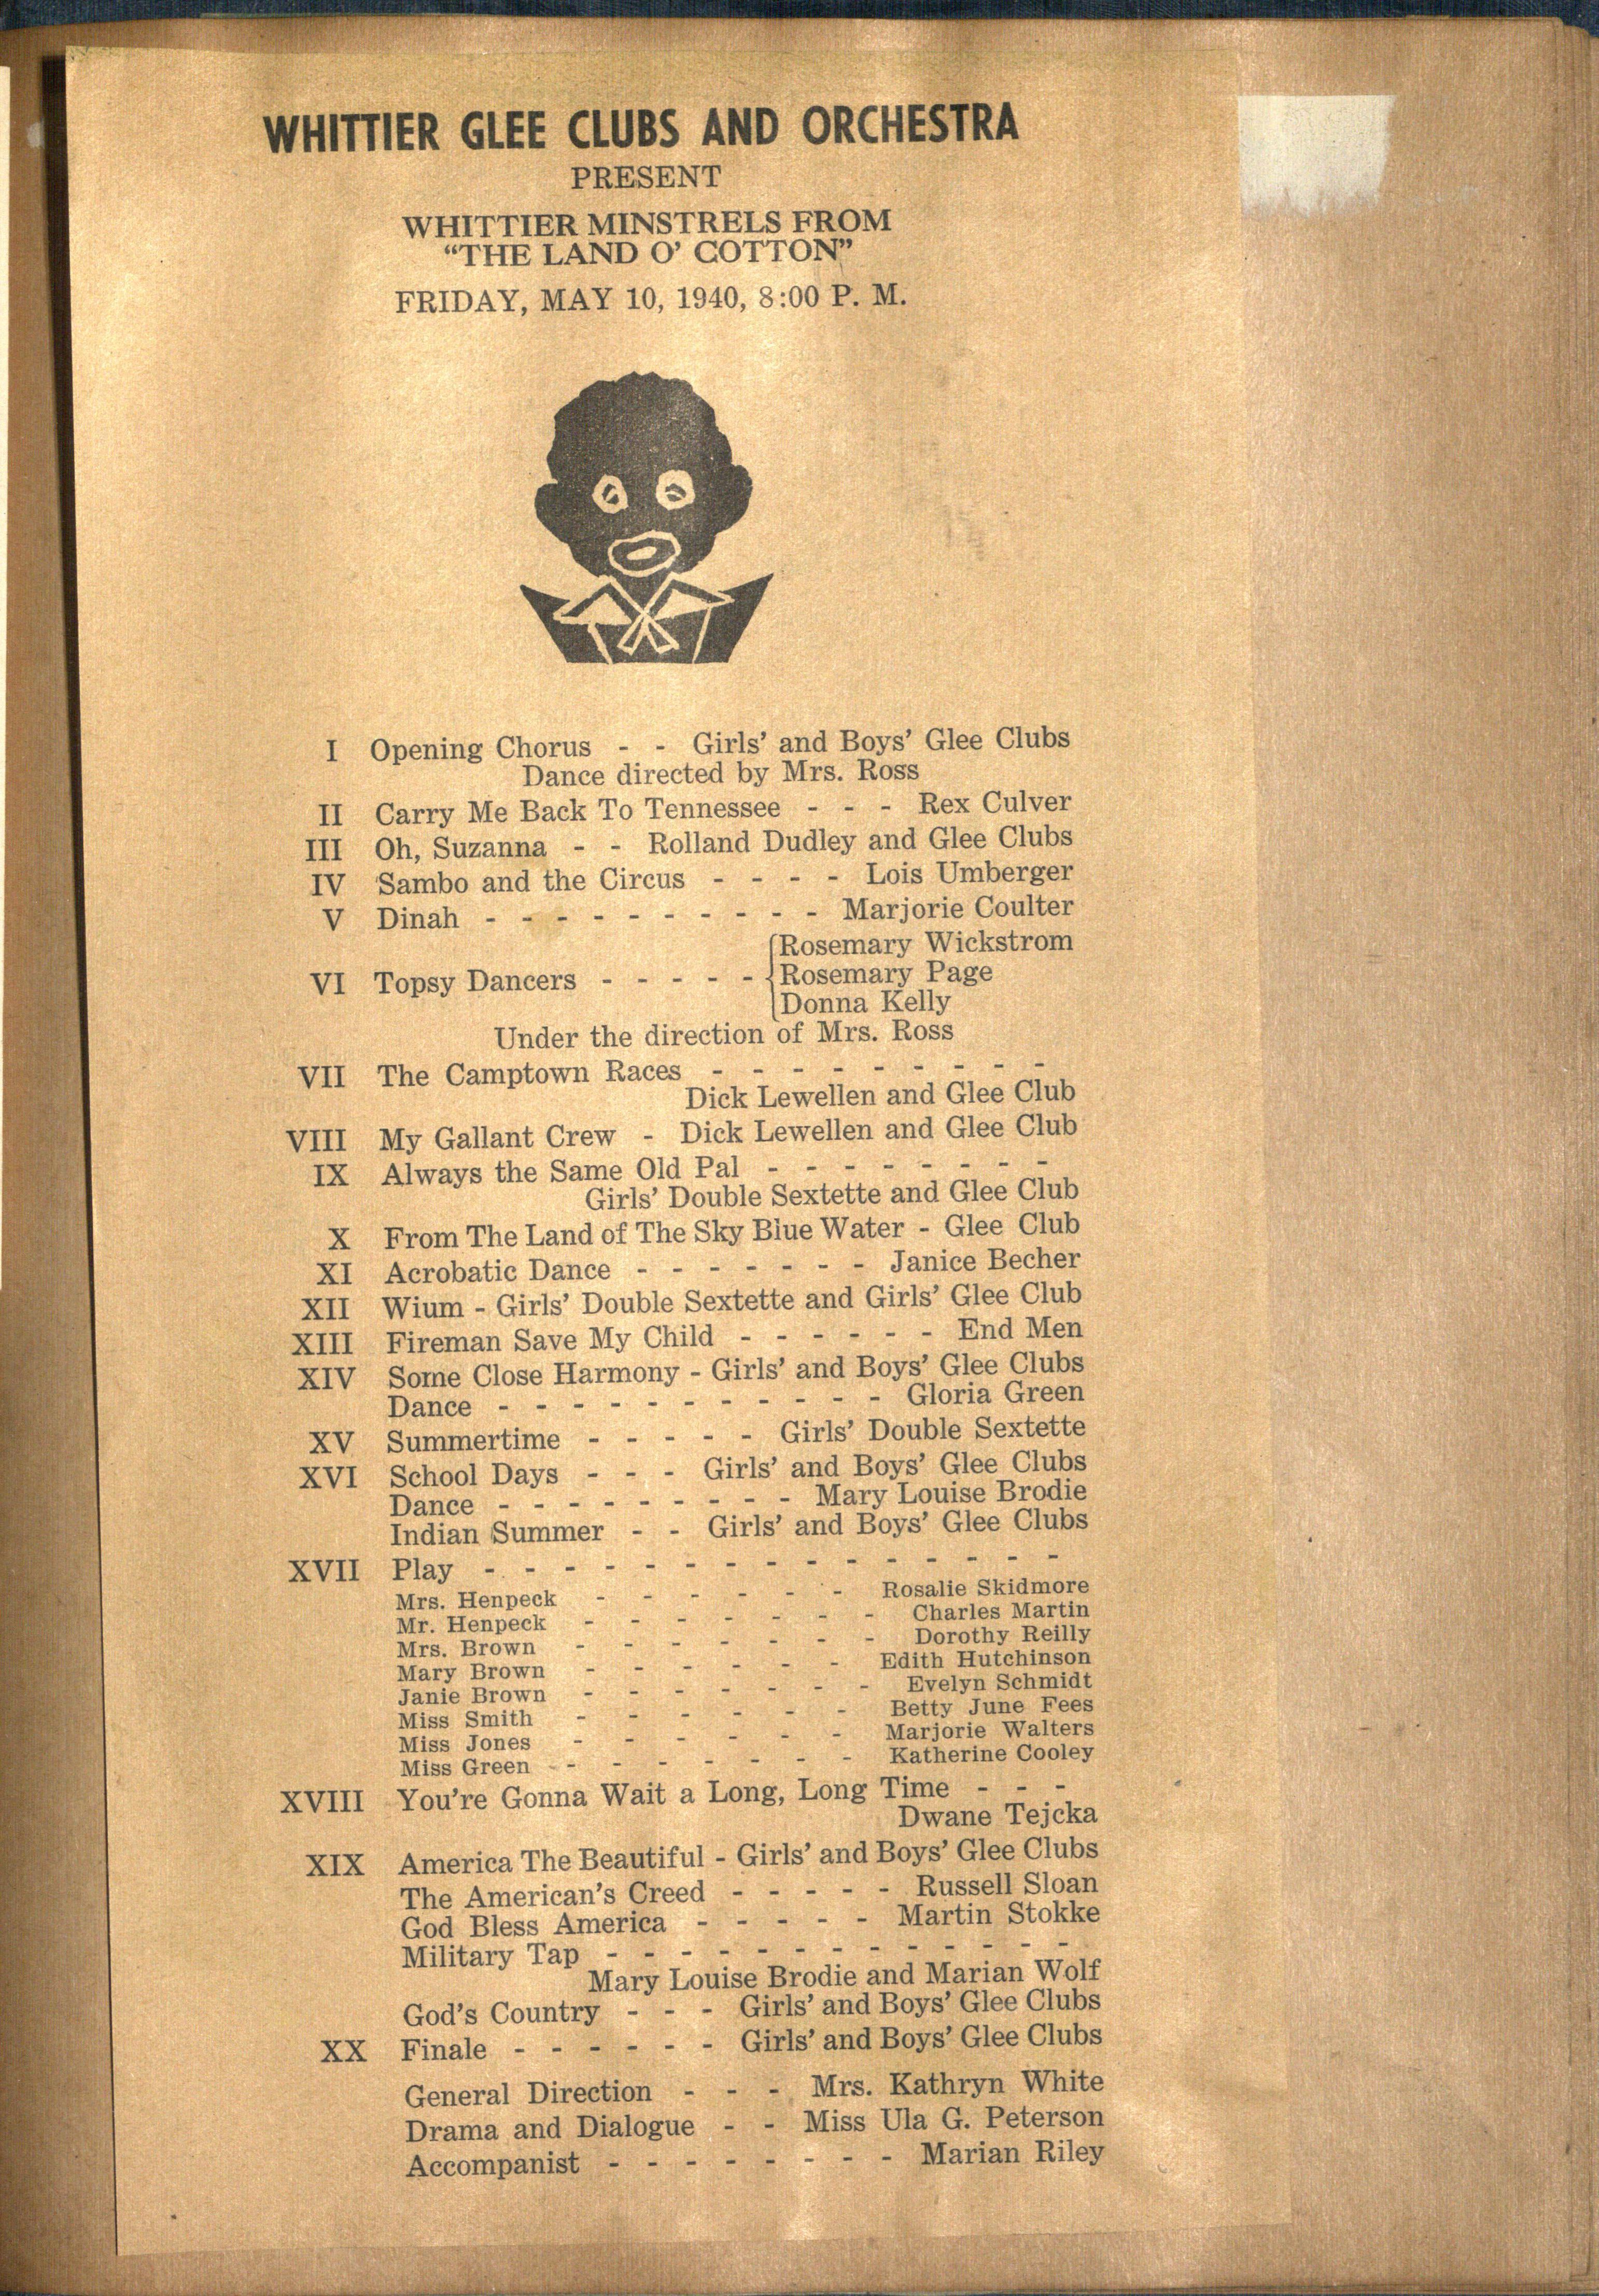 WHITTIER GLEE CLUBS AND ORCHESTRA
PRESENT
WHITTIER MINSTRELS FROM
“THE LAND O’ COTTON”
FRIDAY, MAY 10, 1940, 8:00 P. M.
I Opening Chorus - - Girls’ and Boys’ Glee Clubs
Dance directed by Mrs. Ross
II Carry Me Back To Tennessee - - - Rex Culver
III Oh, Suzanna - - Rolland Dudley and Glee Clubs
IV Sambo and the Circus - - - - Lois Umberger
V Dinah - - - - - - - - - - Marjorie Coulter
Rosemary Wickstrom
VI Topsy Dancers - - - - - Rosemary Page
Donna Kelly
Under the direction of Mrs. Ross
VII The Camptown Races - - - - - - - - -
Dick Lewellen and Glee Club
VIII My Gallant Crew - Dick Lewellen and Glee Club
IX Always the Same Old Pal - - - - - - - -
Girls’ Double Sextette and Glee Club
X From The Land of The Sky Blue Water - Glee Club
XI Acrobatic Dance - - - - - - - Janice Becher
XII Wium - Girls’ Double Sextette and Girls’ Glee Club
XIII Fireman Save My Child - - - - - - End Men
XIV Some Close Harmony - Girls’ and Boys’ Glee Clubs
Dance - - - - - - - - - - - Gloria Green
XV Summertime - - - - - Girls’ Double Sextette
XVI School Days - - - Girls’ and Boys’ Glee Clubs
Dance - - - - - - - - - Mary Louise Brodie
Indian Summer - - Girls’ and Boys’ Glee Clubs
XVII Play - - - - - - - - - - - - - - -
Mrs. Henpeck - - - - - - Rosalie Skidmore
Mr. Henpeck - - - - - - - Charles Martin
Mrs. Brown - - - - - - - Dorothy Reilly
Mary Brown - - - - - - Edith Hutchinson
Janie Brown - - - - - - - Evelyn Schmidt
Miss Smith - - - - - - Betty June Fees
Miss Jones - - - - - - Marjorie Walters
Miss Green - - - - - - - Katherine Cooley
XVIII You're Gonna Wait a Long, Long Time - - -
Dwane Tejcka
XIX America The Beautiful - Girls’ and Boys’ Glee Clubs
The American’s Creed - - - - - Russell Sloan
God Bless America - - - - - Martin Stokke
Military Tap - - - - - - - - - - - - -
Mary Louise Brodie and Marian Wolf
God’s Country - - - Girls’ and Boys’ Glee Clubs
XX Finale - - - - - - Girls’ and Boys’ Glee Clubs
General Direction - - - Mrs. Kathryn White
Drama and Dialogue - - Miss Ula G. Peterson
Accompanist - - - - - - - - Marian Riley